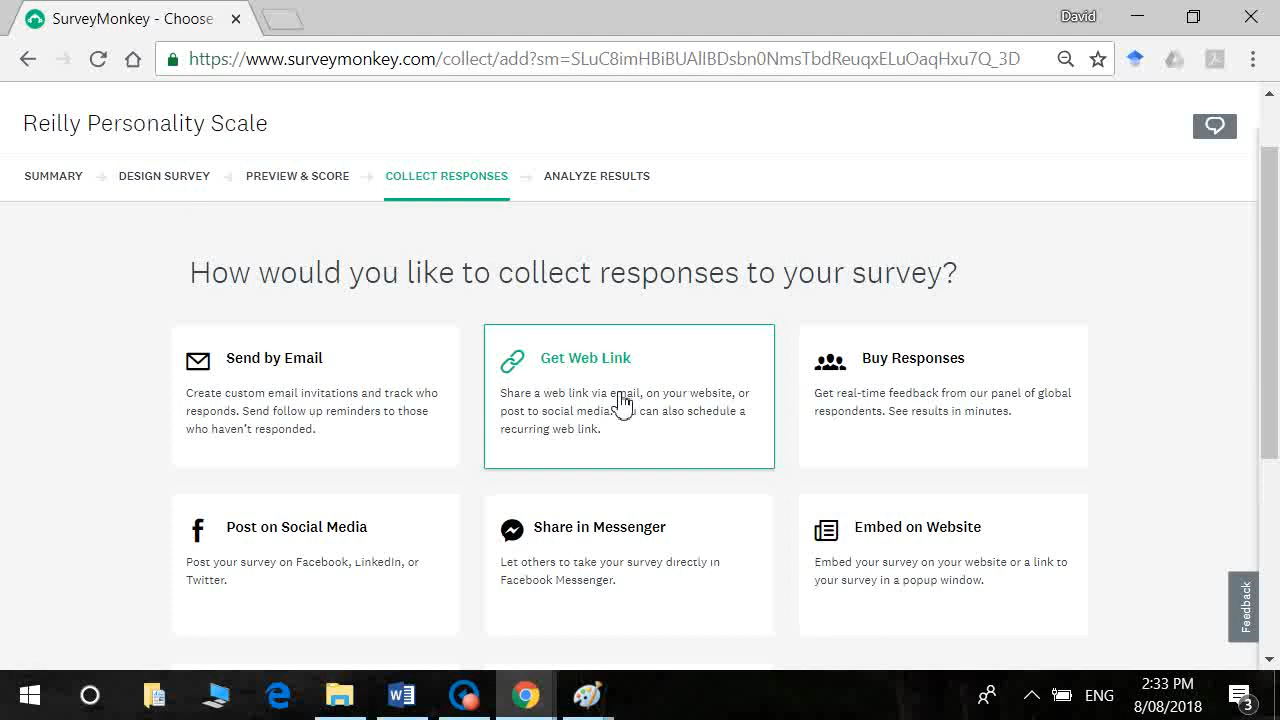 SurveyMonkey - Choose
David
https://www.surveymonkey.com/collect/add?sm=SLuC8imHBiBUAlIBDsbn0NmsTbdReuqxELuOaqHxu7Q_3D
Reilly Personality Scale
SUMMARY
DESIGN SURVEY
PREVIEW & SCORE
COLLECT RESPONSES
ANALYZE RESULTS
How would you like to collect responses to your survey?
Send by Email
Create custom email invitations and track who
responds. Send follow up reminders to those
who haven't responded.
Get Web Link
Share a web link via email, on your website, or
post to social media. You can also schedule a
recurring web link.
Buy Responses
Get real-time feedback from our panel of global
respondents. See results in minutes.
Post on Social Media
Post your survey on Facebook, LinkedIn, or
Twitter.
Share in Messenger
Let others to take your survey directly in
Facebook Messenger.
Embed on Website
Embed your survey on your website or a link to
your survey in a popup window.
Feedback
ENG
2:33 PM
8/08/2018
3